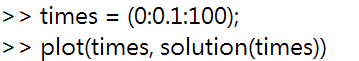 >> times = (0:0.1:100);
>> plot(times, solution(times))